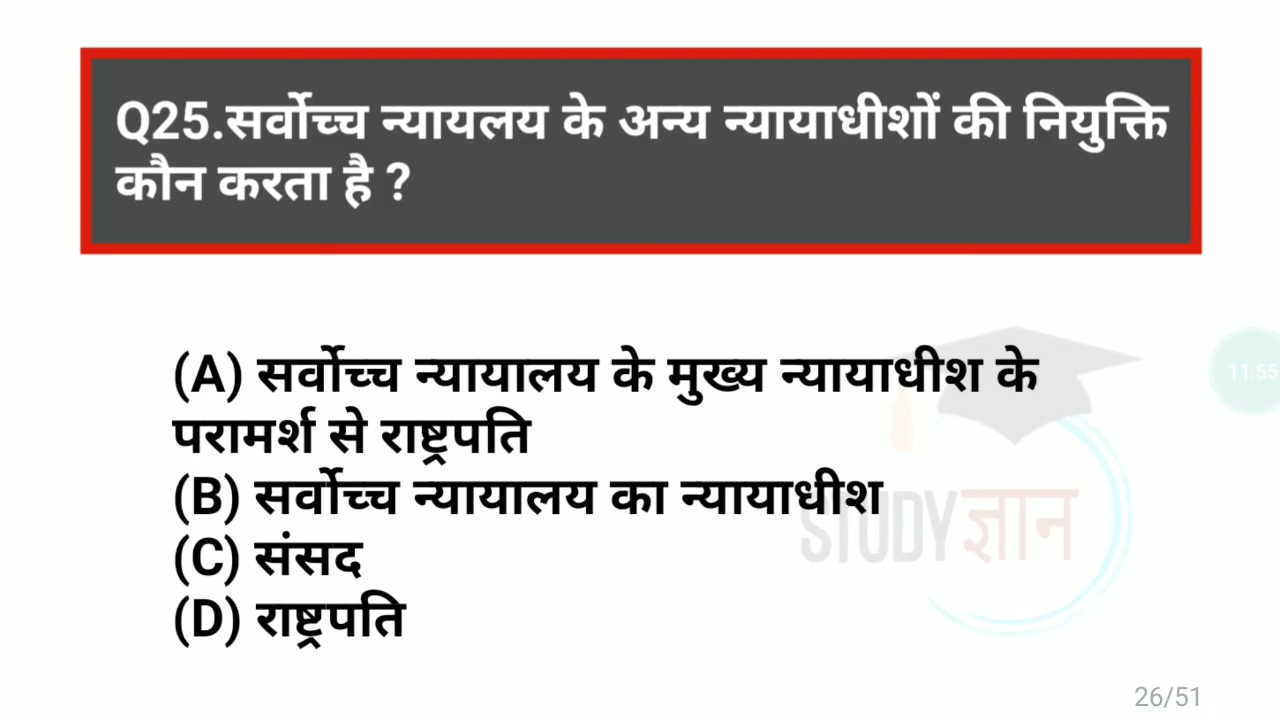 Q25.सर्वोच्च न्यायलय के अन्य न्यायाधीशों की नियुक्ति
कौन करता है ?
(A) सर्वोच्च न्यायालय के मुख्य न्यायाधीश के
परामर्श से राष्ट्रपति
(B) सर्वोच्च न्यायालय का न्यायाधीश
(C) संसद
(D) राष्ट्रपति
STUDYज्ञान
11:55
26/51